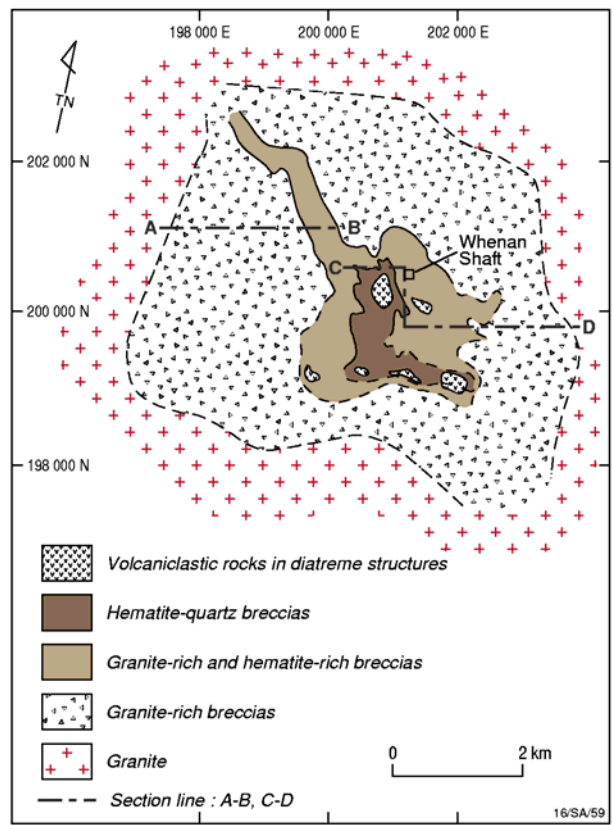 198 000 E
200 000 E
202 000 E
TN
202 000 N
A
B
Whenan
Shaft
C
200 000 N
D
198 000 N
Volcaniclastic rocks in diatreme structures
Hematite-quartz breccias
Granite-rich and hematite-rich breccias
Granite-rich breccias
Granite
0
2 km
Section line : A-B, C-D
16/SA/59